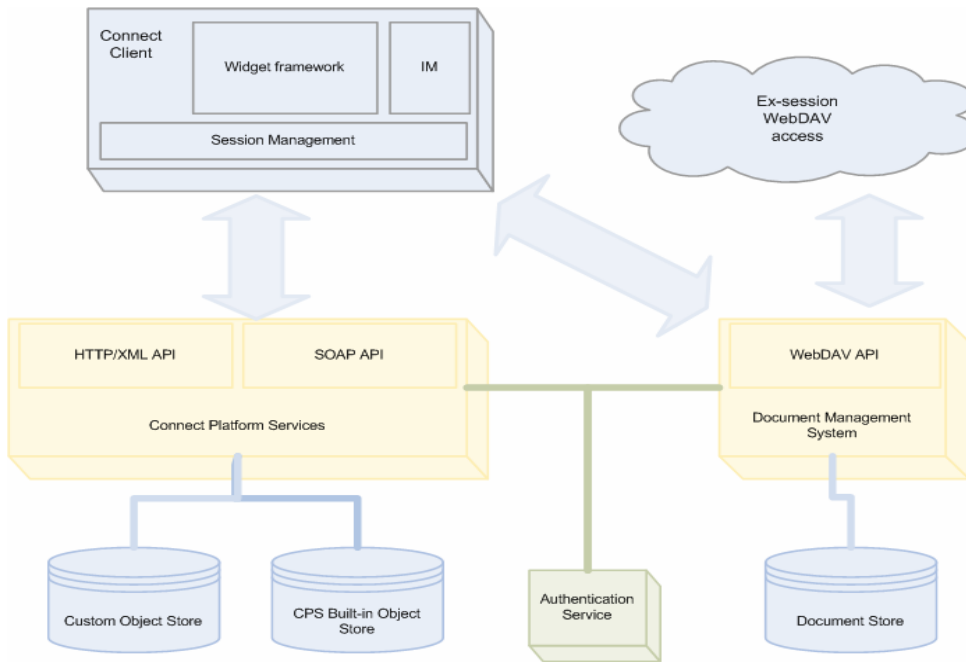 Connect
Client
Widget framework
IM
Session Management
Ex-session
WebDAV
access
HTTP/XML API
SOAP API
Connect Platform Services
WebDAV API
Document Management
System
Custom Object Store
CPS Built-in Object
Store
Authentication
Service
Document Store